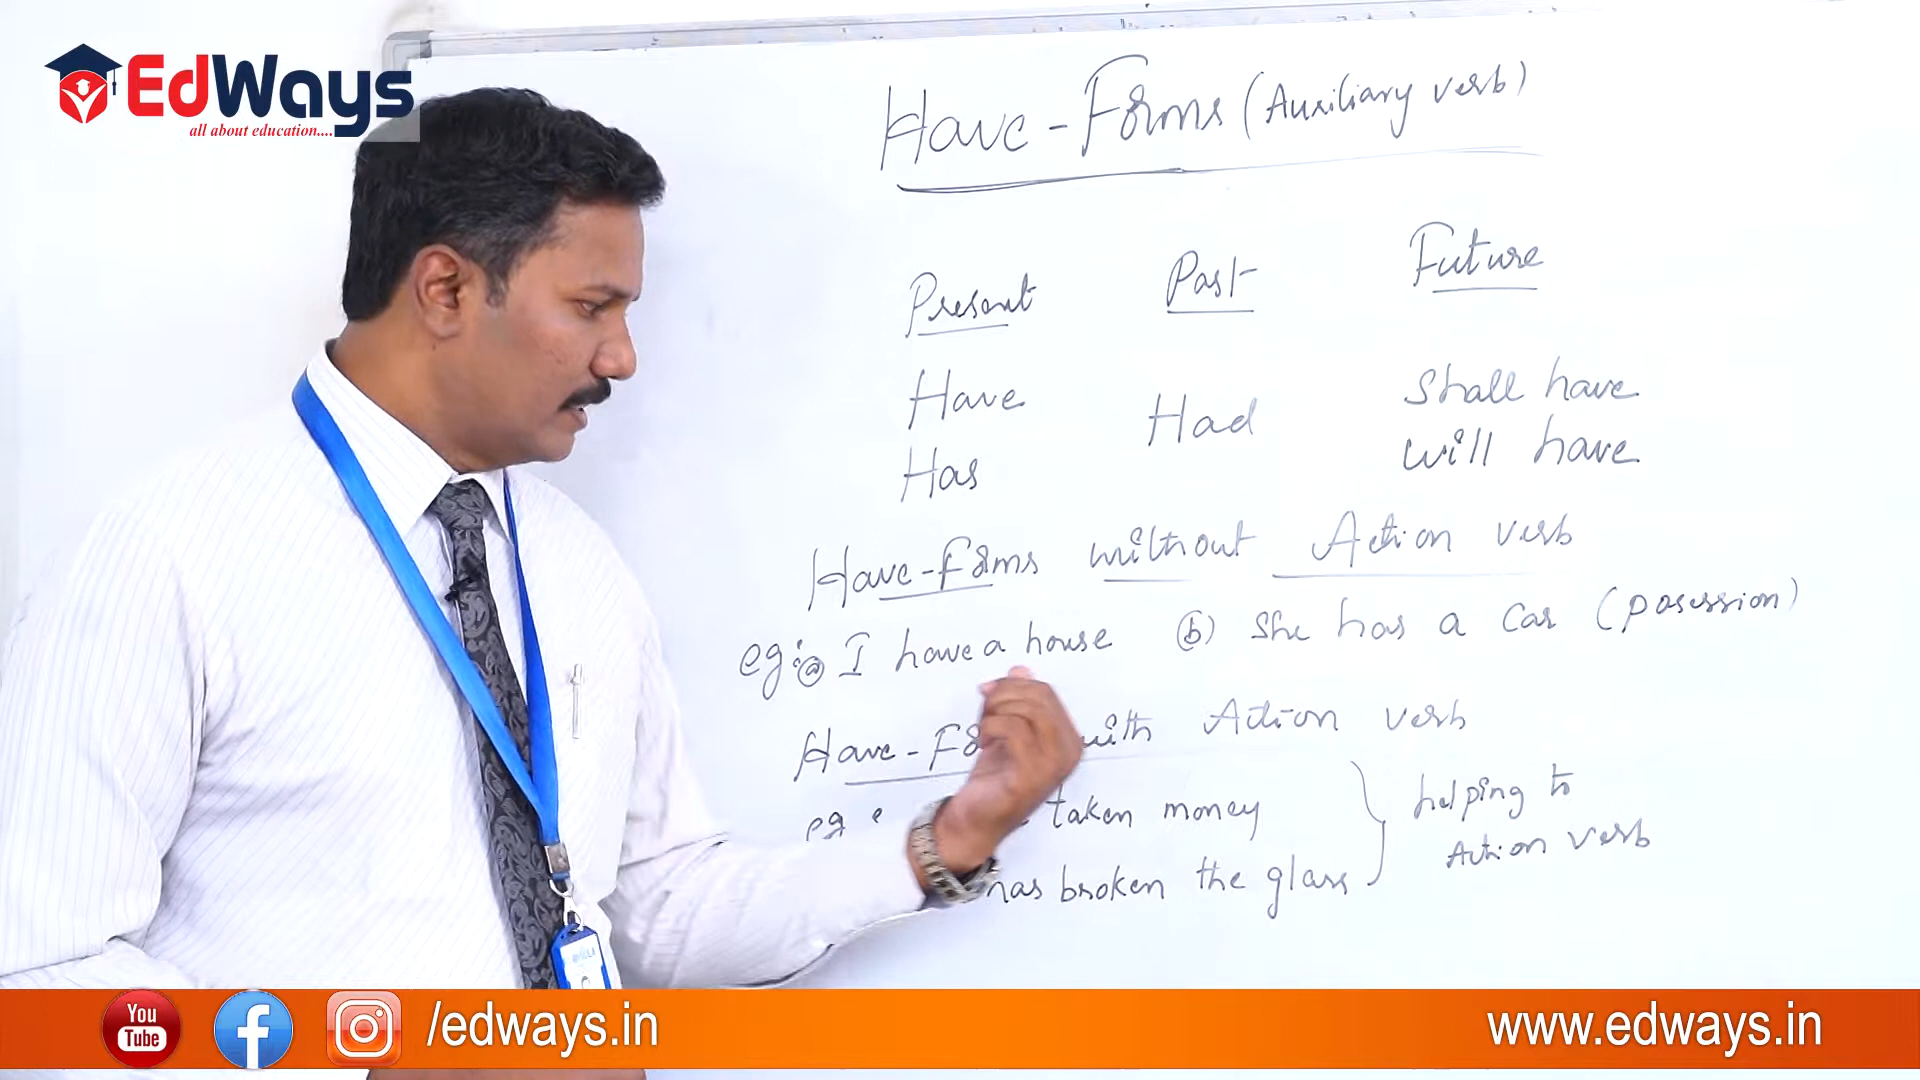 EdWays
all about education....
Have-Forms (Auxiliary verb)
Present Past Future
Have Had Shall have
Has will have
Have-Forms without Action verb
eg: (a) I have a house (b) She has a car (posession)
Have-Fo with Action verb
eg: taken money
has broken the glass
helping to
Action verb
You
Tube
/edways.in
www.edways.in